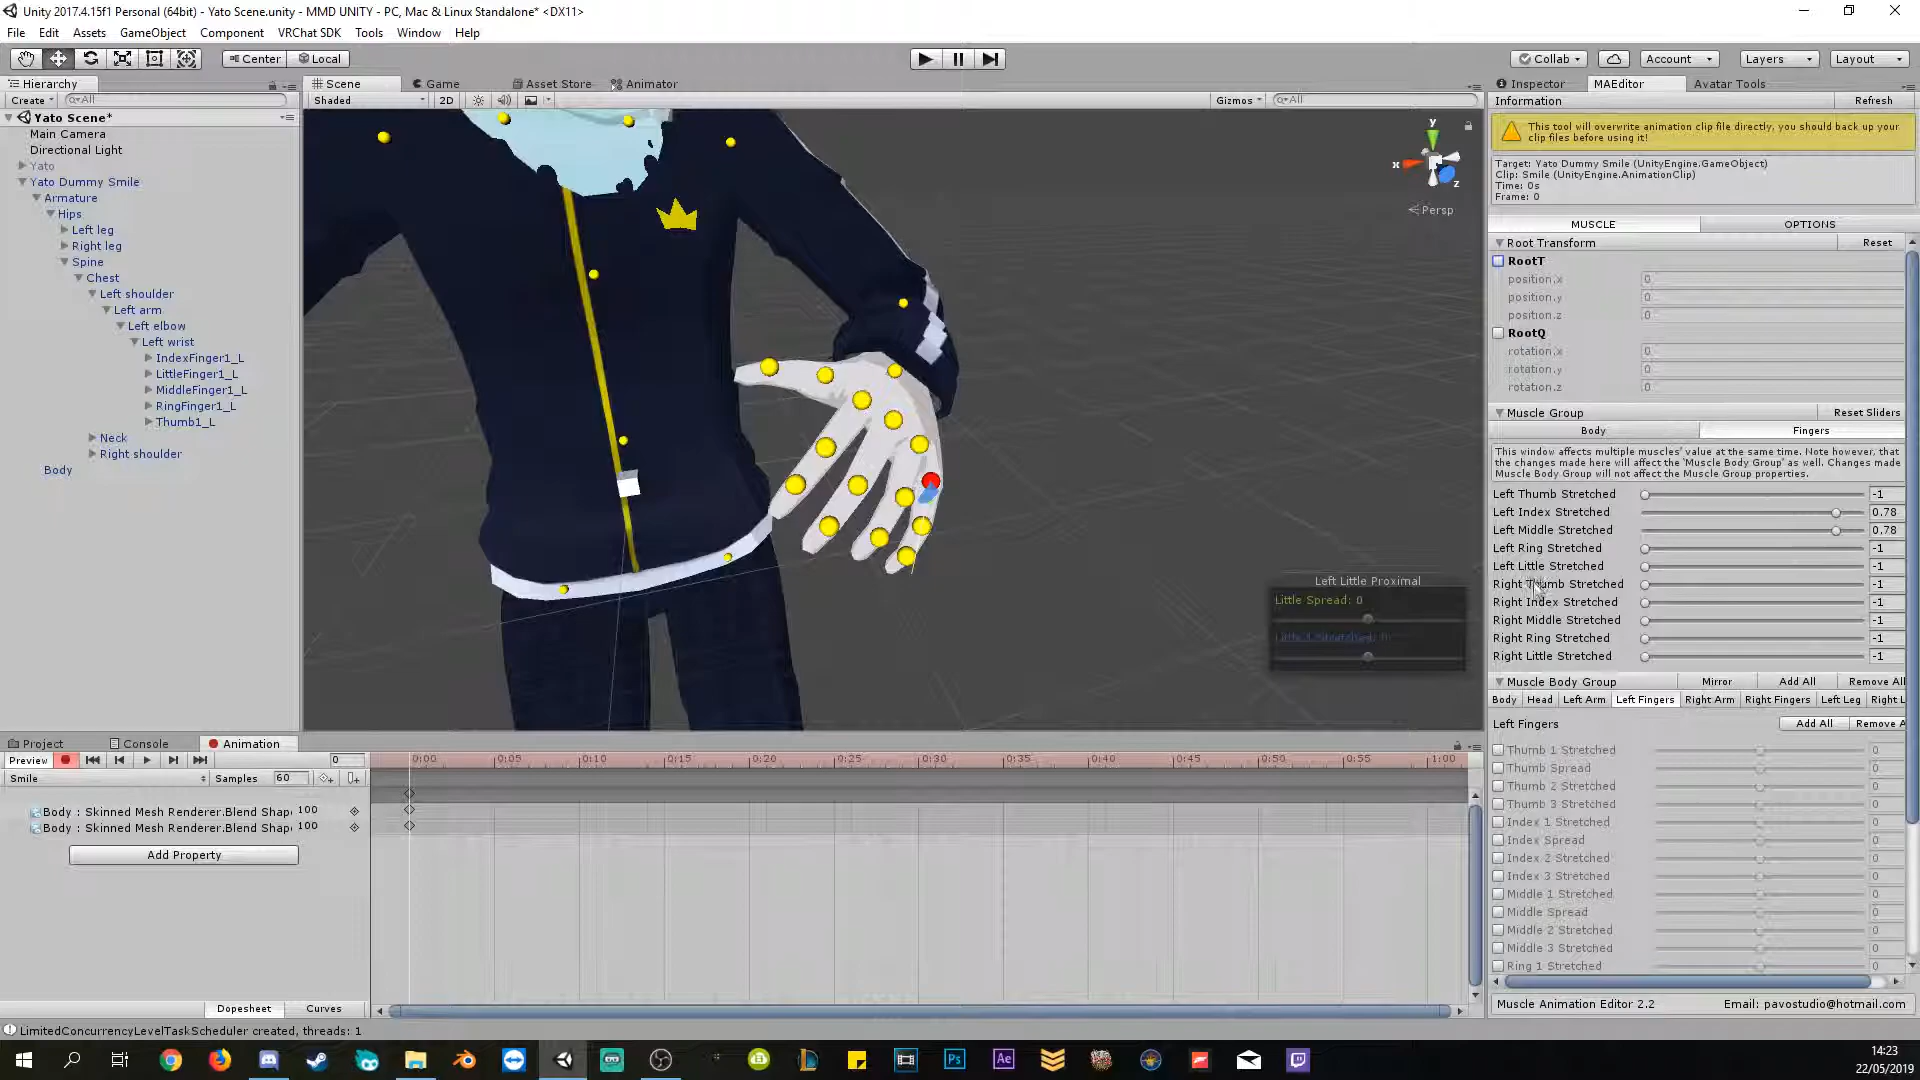 Unity 2017.4.15f1 Personal (64bit) - Yato Scene.unity - MMD UNITY - PC, Mac & Linux Standalone* <DX11>
File Edit Assets GameObject Component VRChat SDK Tools Window Help
Center Local Collab Account Layers Layout
Hierarchy
Create All
Yato Scene*
Main Camera
Directional Light
Yato
Yato Dummy Smile
Armature
Hips
Left leg
Right leg
Spine
Chest
Left shoulder
Left arm
Left elbow
Left wrist
IndexFinger1_L
LittleFinger1_L
MiddleFinger1_L
RingFinger1_L
Thumb1_L
Neck
Right shoulder
Body
Scene Game Asset Store Animator
Shaded 2D Gizmos All
y
x
z
Persp
Left Little Proximal
Little Spread: 0
Inspector MAEditor Avatar Tools
Information Refresh
This tool will overwrite animation clip file directly, you should back up your
clip files before using it!
Target: Yato Dummy Smile (UnityEngine.GameObject)
Clip: Smile (UnityEngine.AnimationClip)
Time: 0s
Frame: 0
MUSCLE OPTIONS
Root Transform Reset
RootT
position.x 0
position.y 0
position.z 0
RootQ
rotation.x 0
rotation.y 0
rotation.z 0
Muscle Group Reset Sliders
Body Fingers
This window affects multiple muscles' value at the same time. Note however, that
the changes made here will affect the 'Muscle Body Group' as well. Changes made
Muscle Body Group will not affect the Muscle Group properties.
Left Thumb Stretched -1
Left Index Stretched 0.78
Left Middle Stretched 0.78
Left Ring Stretched -1
Left Little Stretched -1
Right Thumb Stretched -1
Right Index Stretched -1
Right Middle Stretched -1
Right Ring Stretched -1
Right Little Stretched -1
Muscle Body Group Mirror Add All Remove All
Body Head Left Arm Left Fingers Right Arm Right Fingers Left Leg Right L
Left Fingers Add All Remove A
Thumb 1 Stretched 0
Thumb Spread 0
Thumb 2 Stretched 0
Thumb 3 Stretched 0
Index 1 Stretched 0
Index Spread 0
Index 2 Stretched 0
Index 3 Stretched 0
Middle 1 Stretched 0
Middle Spread 0
Middle 2 Stretched 0
Middle 3 Stretched 0
Ring 1 Stretched 0
Muscle Animation Editor 2.2 Email: pavostudio@hotmail.com
Project Console Animation
Preview 0
Smile Samples 60
0:00 0:05 0:10 0:15 0:20 0:25 0:30 0:35 0:40 0:45 0:50 0:55 1:00
Body : Skinned Mesh Renderer.Blend Shape 100
Body : Skinned Mesh Renderer.Blend Shape 100
Add Property
Dopesheet Curves
LimitedConcurrencyLevelTaskScheduler created, threads: 1
Ps Ae
14:23
22/05/2019